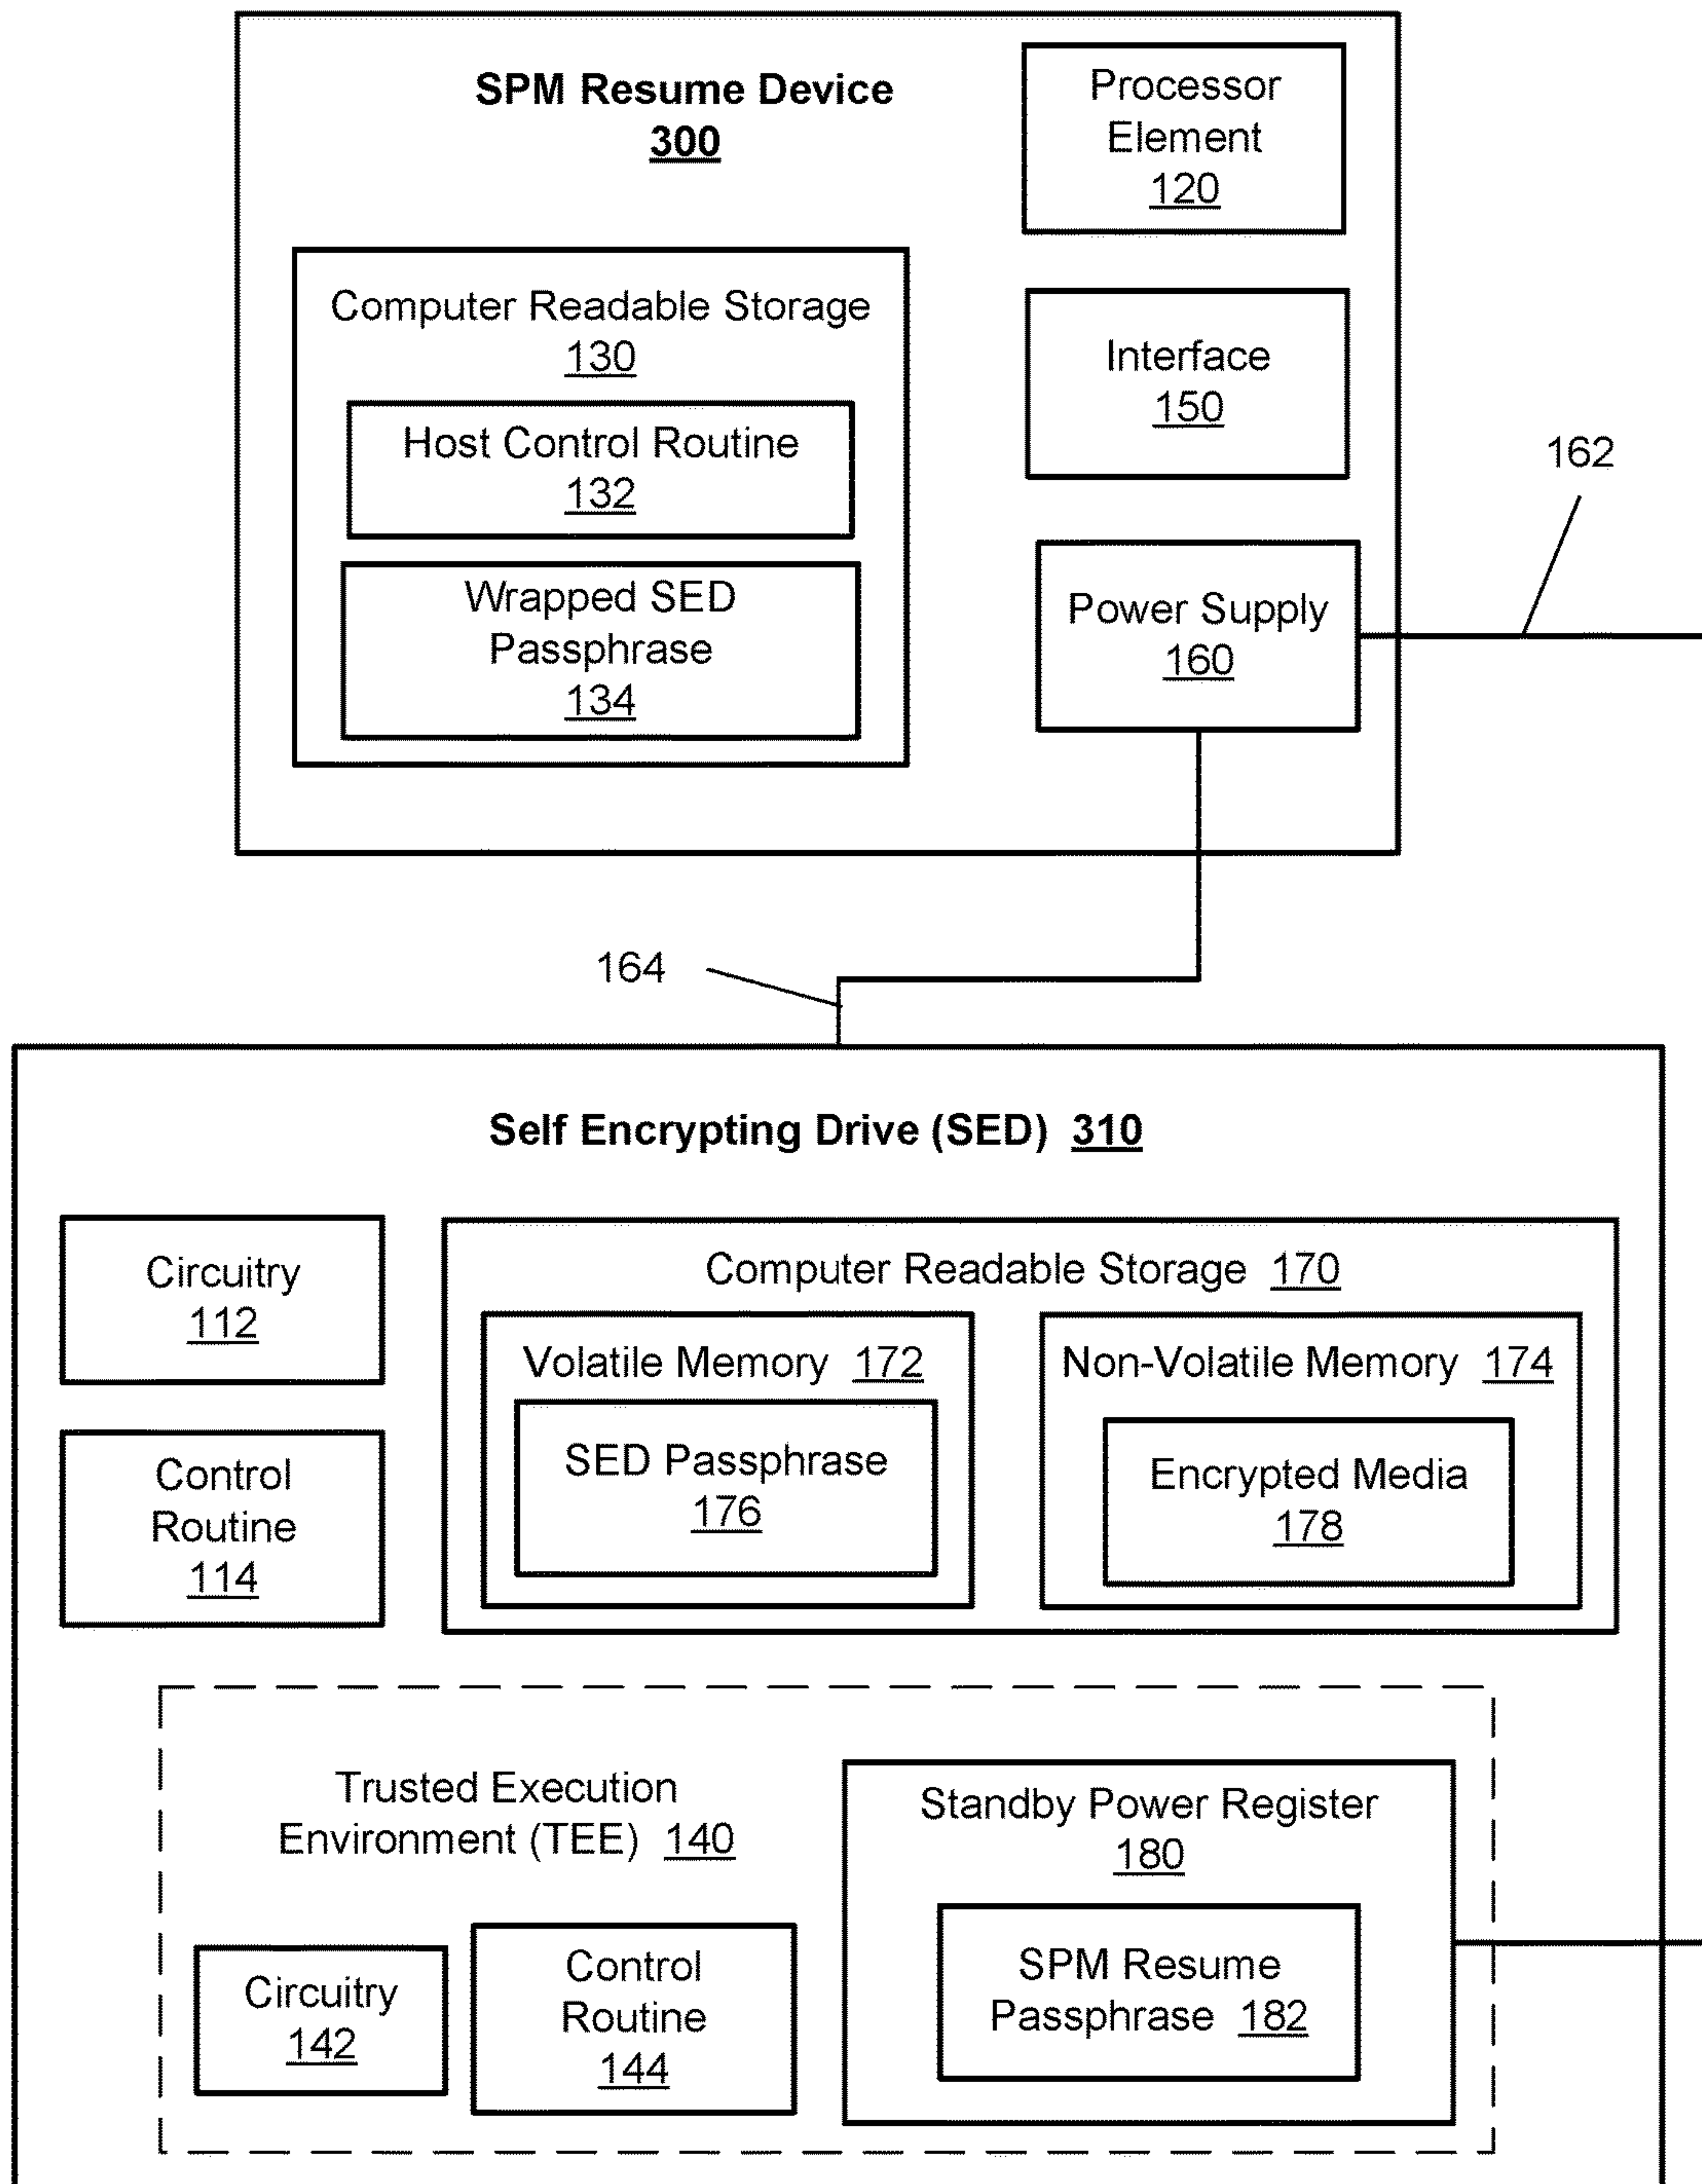 SPM Resume Device
300
Processor
Element
120
Computer Readable Storage
130
Interface
150
Host Control Routine
132
162
Wrapped SED
Passphrase
134
Power Supply
160
164
Self Encrypting Drive (SED) 310
Circuitry
112
Computer Readable Storage 170
Volatile Memory 172
Non-Volatile Memory 174
SED Passphrase
176
Encrypted Media
178
Control
Routine
114
Trusted Execution
Environment (TEE) 140
Standby Power Register
180
Circuitry
142
Control
Routine
144
SPM Resume
Passphrase 182